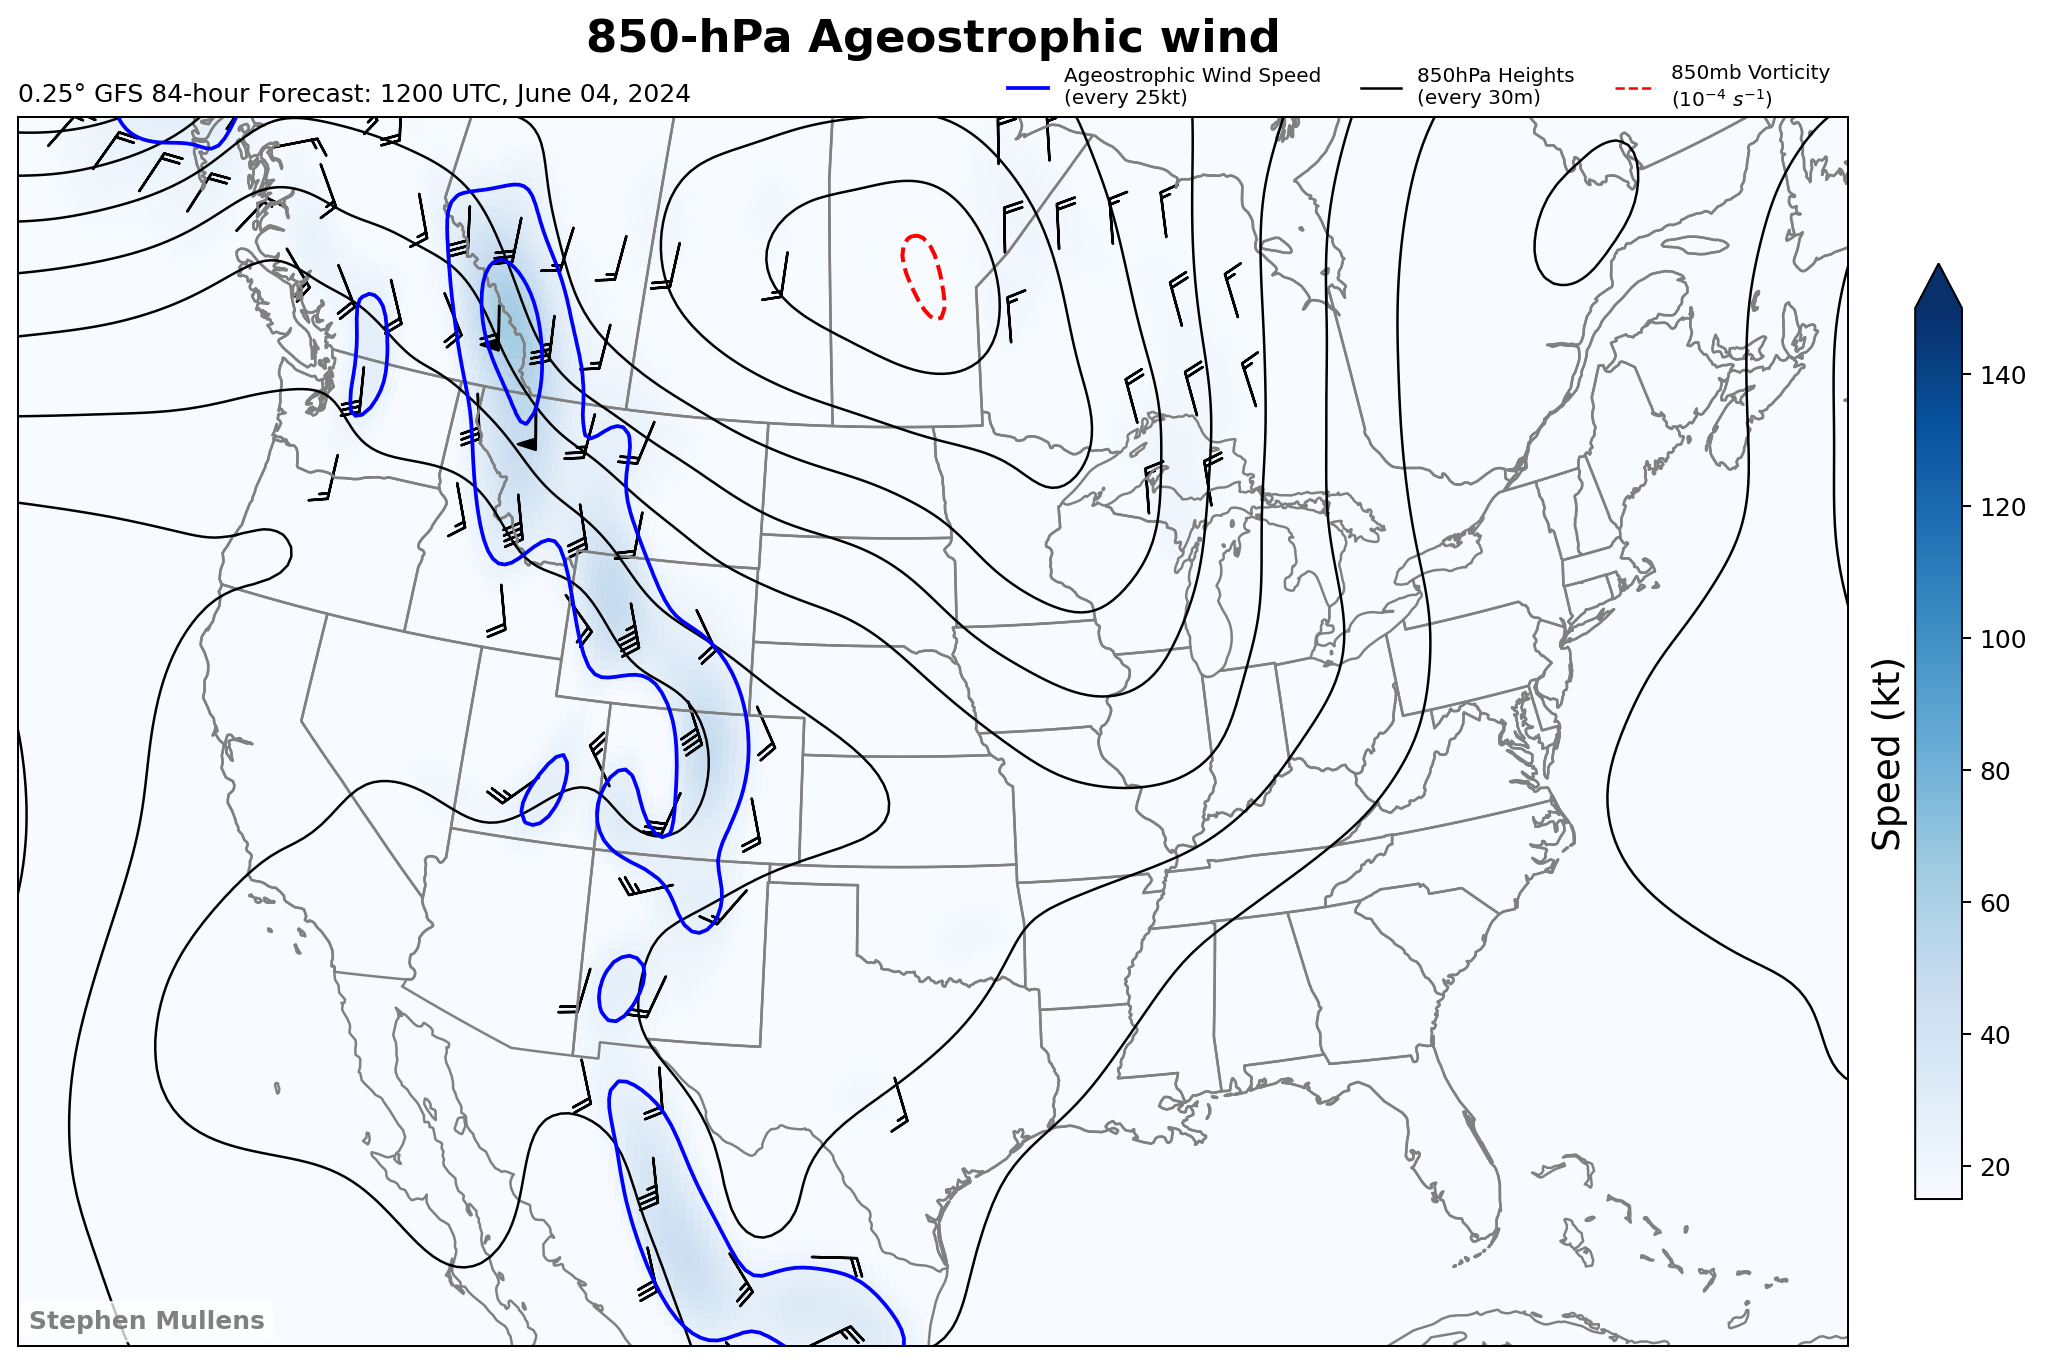 850-hPa Ageostrophic wind
0.25° GFS 84-hour Forecast: 1200 UTC, June 04, 2024
Ageostrophic Wind Speed
(every 25kt)
850hPa Heights
(every 30m)
850mb Vorticity
(10⁻⁴ s⁻¹)
140
120
100
80
60
40
20
Speed (kt)
Stephen Mullens